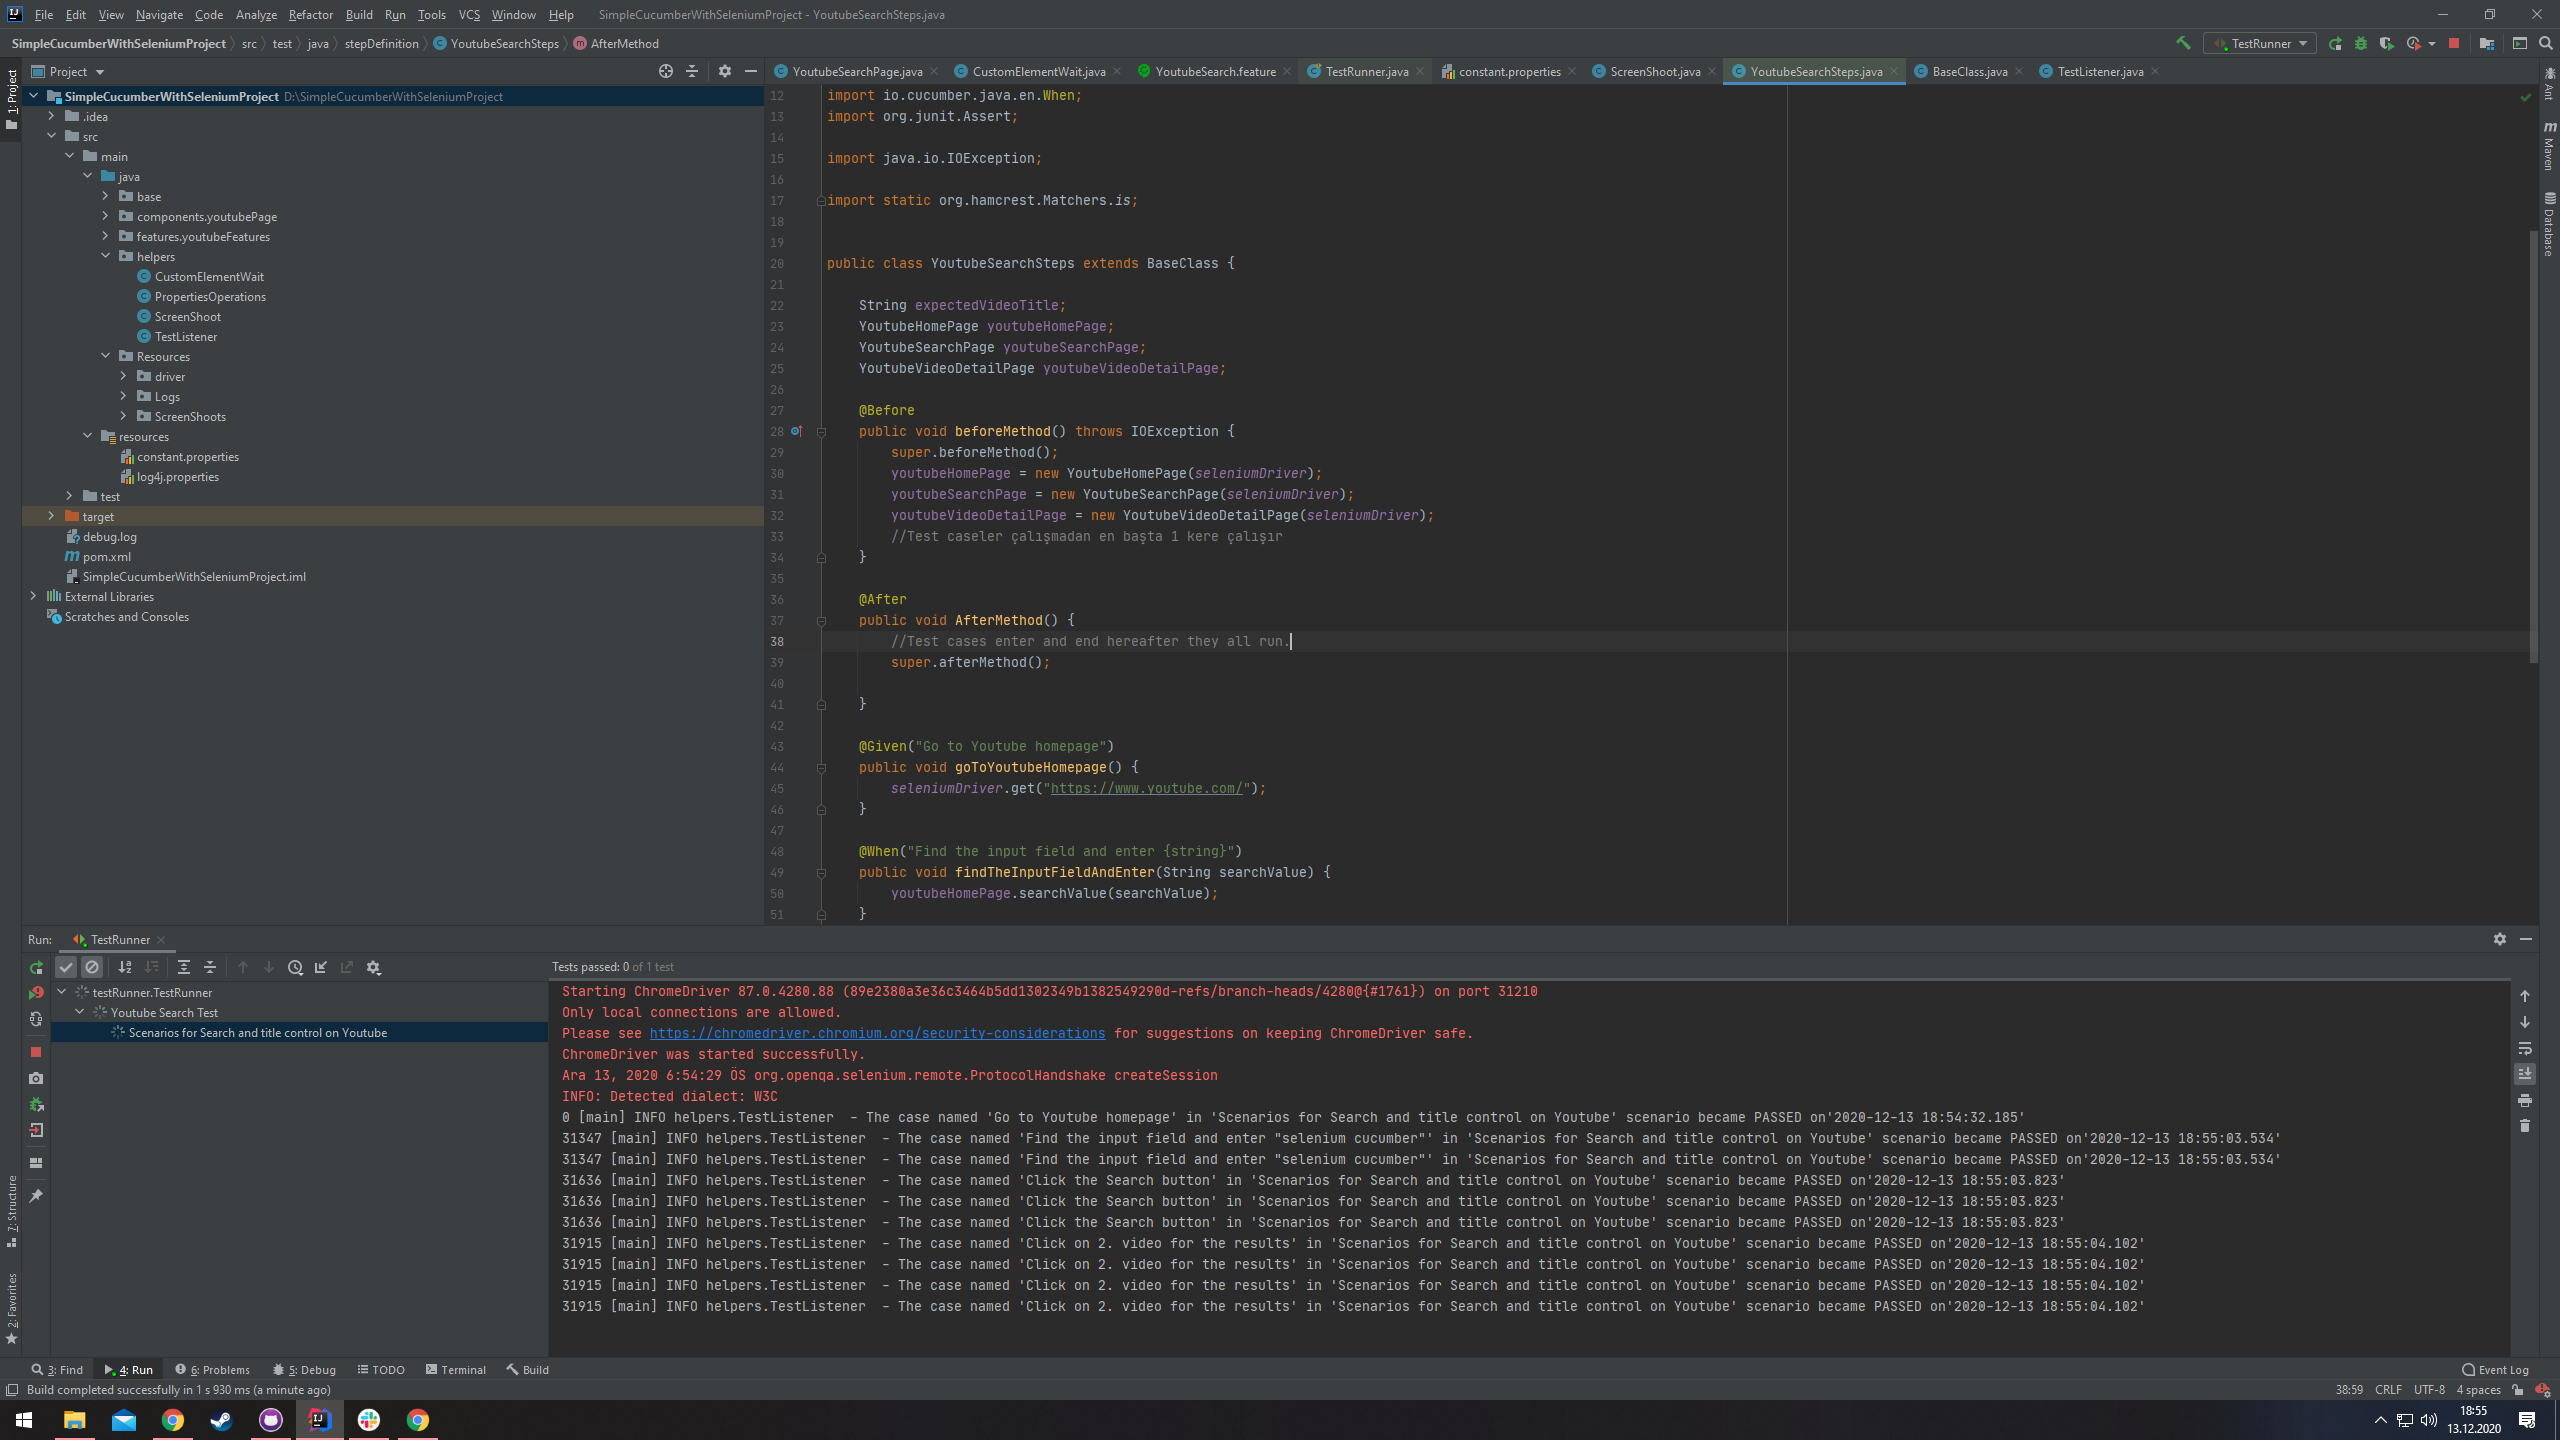 File Edit View Navigate Code Analyze Refactor Build Run Tools VCS Window Help SimpleCucumberWithSeleniumProject - YoutubeSearchSteps.java
SimpleCucumberWithSeleniumProject src test java stepDefinition YoutubeSearchSteps AfterMethod TestRunner
Project
YoutubeSearchPage.java CustomElementWait.java YoutubeSearch.feature TestRunner.java constant.properties ScreenShoot.java YoutubeSearchSteps.java BaseClass.java TestListener.java
1: Project
SimpleCucumberWithSeleniumProject D:\SimpleCucumberWithSeleniumProject
.idea
src
main
java
base
components.youtubePage
features.youtubeFeatures
helpers
CustomElementWait
PropertiesOperations
ScreenShoot
TestListener
Resources
driver
Logs
ScreenShoots
resources
constant.properties
log4j.properties
test
target
debug.log
pom.xml
SimpleCucumberWithSeleniumProject.iml
External Libraries
Scratches and Consoles
12 import io.cucumber.java.en.When;
13 import org.junit.Assert;
14
15 import java.io.IOException;
16
17 import static org.hamcrest.Matchers.is;
18
19
20 public class YoutubeSearchSteps extends BaseClass {
21
22 String expectedVideoTitle;
23 YoutubeHomePage youtubeHomePage;
24 YoutubeSearchPage youtubeSearchPage;
25 YoutubeVideoDetailPage youtubeVideoDetailPage;
26
27 @Before
28 public void beforeMethod() throws IOException {
29 super.beforeMethod();
30 youtubeHomePage = new YoutubeHomePage(seleniumDriver);
31 youtubeSearchPage = new YoutubeSearchPage(seleniumDriver);
32 youtubeVideoDetailPage = new YoutubeVideoDetailPage(seleniumDriver);
33 //Test caseler çalışmadan en başta 1 kere çalışır
34 }
35
36 @After
37 public void AfterMethod() {
38 //Test cases enter and end hereafter they all run.
39 super.afterMethod();
40
41 }
42
43 @Given("Go to Youtube homepage")
44 public void goToYoutubeHomepage() {
45 seleniumDriver.get("https://www.youtube.com/");
46 }
47
48 @When("Find the input field and enter {string}")
49 public void findTheInputFieldAndEnter(String searchValue) {
50 youtubeHomePage.searchValue(searchValue);
51 }
Ant
Maven
Database
Run: TestRunner
Tests passed: 0 of 1 test
testRunner.TestRunner
Youtube Search Test
Scenarios for Search and title control on Youtube
Starting ChromeDriver 87.0.4280.88 (89e2380a3e36c3464b5dd1302349b1382549290d-refs/branch-heads/4280@{#1761}) on port 31210
Only local connections are allowed.
Please see https://chromedriver.chromium.org/security-considerations for suggestions on keeping ChromeDriver safe.
ChromeDriver was started successfully.
Ara 13, 2020 6:54:29 ÖS org.openqa.selenium.remote.ProtocolHandshake createSession
INFO: Detected dialect: W3C
0 [main] INFO helpers.TestListener - The case named 'Go to Youtube homepage' in 'Scenarios for Search and title control on Youtube' scenario became PASSED on'2020-12-13 18:54:32.185'
31347 [main] INFO helpers.TestListener - The case named 'Find the input field and enter "selenium cucumber"' in 'Scenarios for Search and title control on Youtube' scenario became PASSED on'2020-12-13 18:55:03.534'
31347 [main] INFO helpers.TestListener - The case named 'Find the input field and enter "selenium cucumber"' in 'Scenarios for Search and title control on Youtube' scenario became PASSED on'2020-12-13 18:55:03.534'
31636 [main] INFO helpers.TestListener - The case named 'Click the Search button' in 'Scenarios for Search and title control on Youtube' scenario became PASSED on'2020-12-13 18:55:03.823'
31636 [main] INFO helpers.TestListener - The case named 'Click the Search button' in 'Scenarios for Search and title control on Youtube' scenario became PASSED on'2020-12-13 18:55:03.823'
31636 [main] INFO helpers.TestListener - The case named 'Click the Search button' in 'Scenarios for Search and title control on Youtube' scenario became PASSED on'2020-12-13 18:55:03.823'
31915 [main] INFO helpers.TestListener - The case named 'Click on 2. video for the results' in 'Scenarios for Search and title control on Youtube' scenario became PASSED on'2020-12-13 18:55:04.102'
31915 [main] INFO helpers.TestListener - The case named 'Click on 2. video for the results' in 'Scenarios for Search and title control on Youtube' scenario became PASSED on'2020-12-13 18:55:04.102'
31915 [main] INFO helpers.TestListener - The case named 'Click on 2. video for the results' in 'Scenarios for Search and title control on Youtube' scenario became PASSED on'2020-12-13 18:55:04.102'
31915 [main] INFO helpers.TestListener - The case named 'Click on 2. video for the results' in 'Scenarios for Search and title control on Youtube' scenario became PASSED on'2020-12-13 18:55:04.102'
7: Structure
2: Favorites
3: Find 4: Run 6: Problems 5: Debug TODO Terminal Build Event Log
Build completed successfully in 1 s 930 ms (a minute ago) 38:59 CRLF UTF-8 4 spaces
18:55
13.12.2020